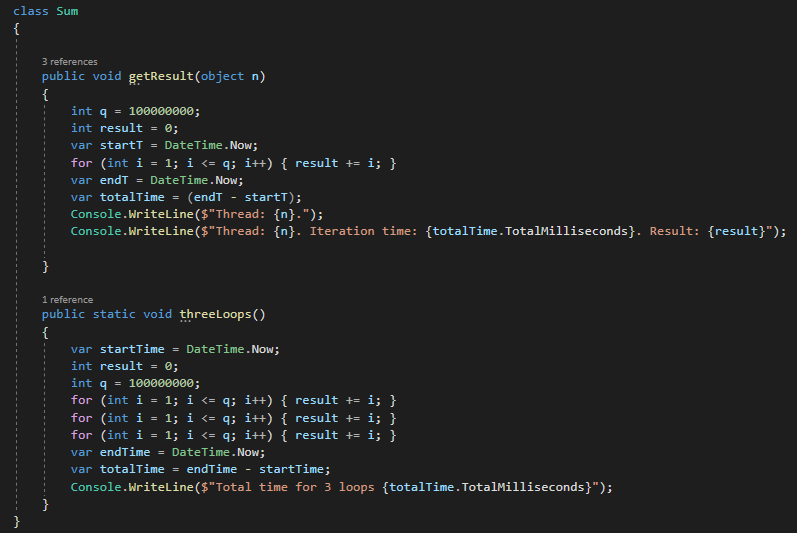 class Sum
{
3 references
public void getResult(object n)
{
int q = 100000000;
int result = 0;
var startT = DateTime.Now;
for (int i = 1; i <= q; i++) { result += i; }
var endT = DateTime.Now;
var totalTime = (endT - startT);
Console.WriteLine($"Thread: {n}.");
Console.WriteLine($"Thread: {n}. Iteration time: {totalTime.TotalMilliseconds}. Result: {result}");
}
1 reference
public static void threeLoops()
{
var startTime = DateTime.Now;
int result = 0;
int q = 100000000;
for (int i = 1; i <= q; i++) { result += i; }
for (int i = 1; i <= q; i++) { result += i; }
for (int i = 1; i <= q; i++) { result += i; }
var endTime = DateTime.Now;
var totalTime = endTime - startTime;
Console.WriteLine($"Total time for 3 loops {totalTime.TotalMilliseconds}");
}
}